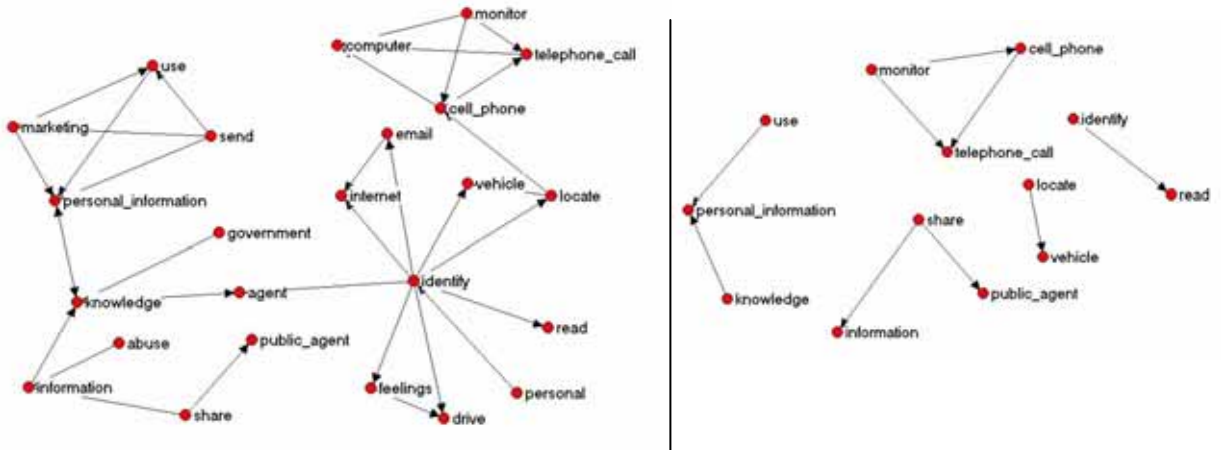 monitor
computer
telephone_call
use
cell_phone
marketing
send
email
vehicle
internet
locate
personal_information
government
identify
knowledge
agent
read
public_agent
abuse
information
feelings
personal
share
drive
cell_phone
monitor
use
identify
telephone_call
locate
read
personal_information
share
vehicle
public_agent
knowledge
information